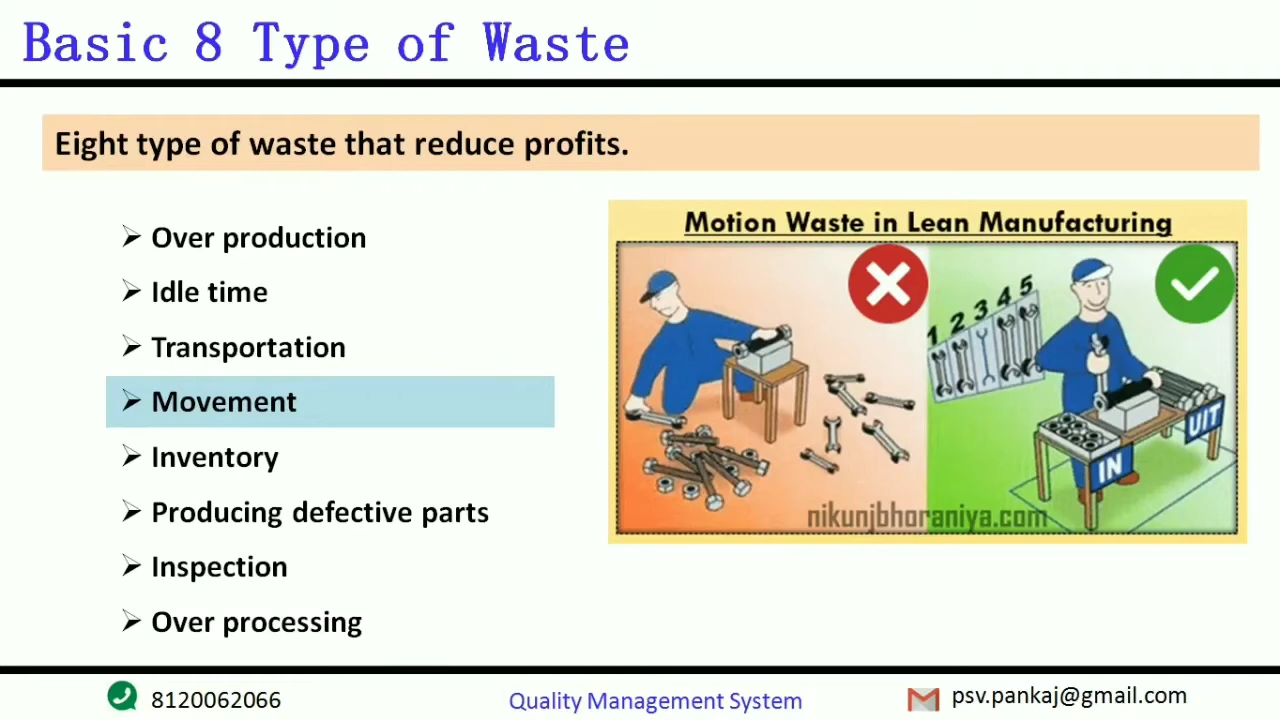 Basic 8 Type of Waste
Eight type of waste that reduce profits.
Over production
Idle time
Transportation
Movement
Inventory
Producing defective parts
Inspection
Over processing
Motion Waste in Lean Manufacturing
1 2 3 4 5
IN
UIT
nikunjbhoraniya.com
8120062066
Quality Management System
psv.pankaj@gmail.com